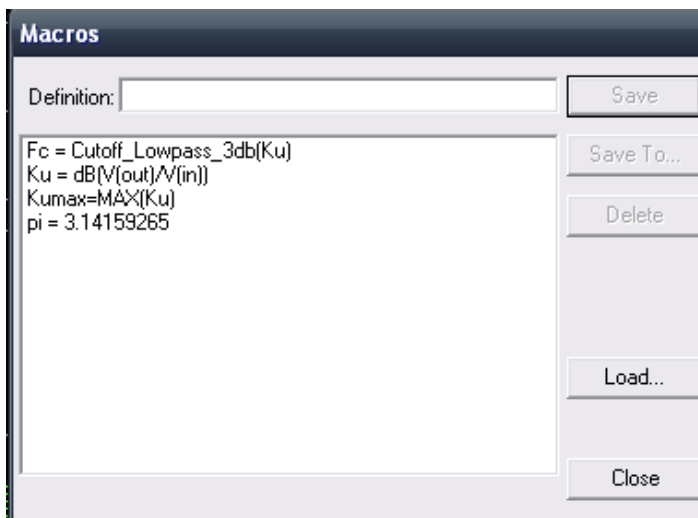 Macros
Definition:
Save
Fc = Cutoff_Lowpass_3db(Ku)
Ku = dB(V(out)/V(in))
Kumax=MAX(Ku)
pi = 3.14159265
Save To...
Delete
Load...
Close